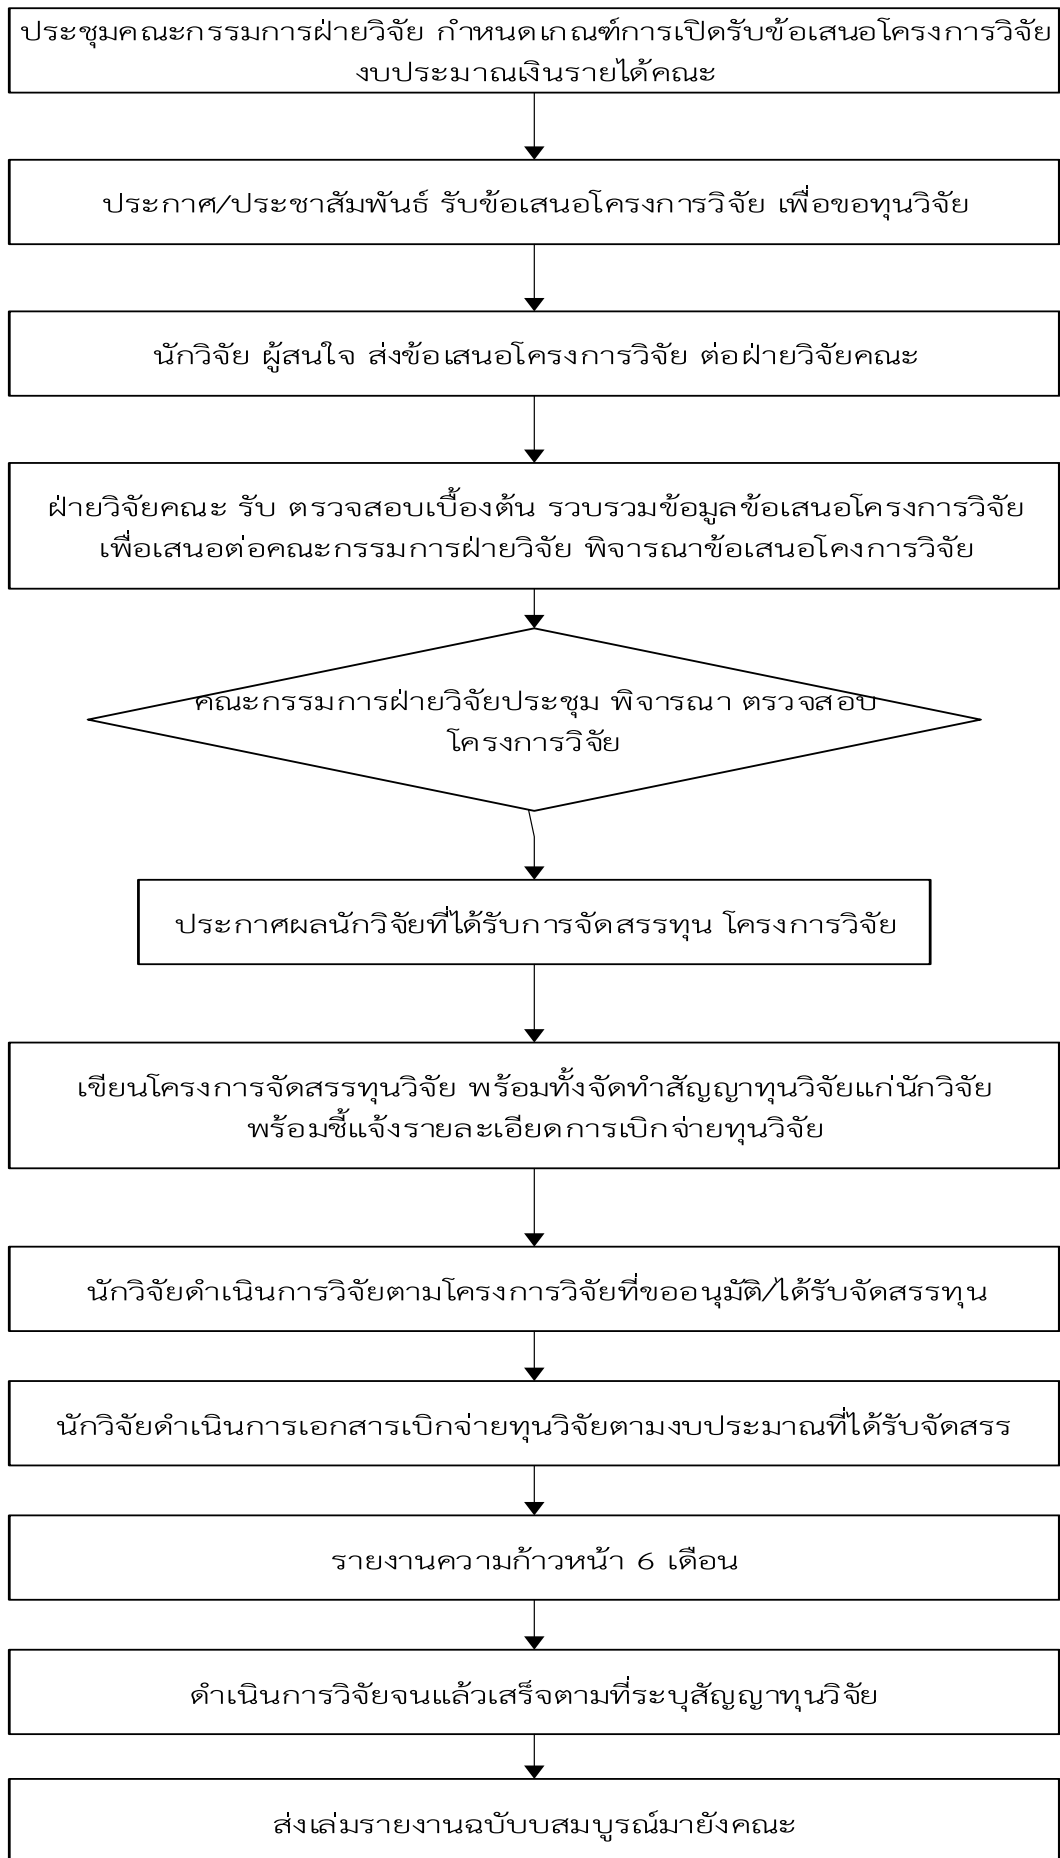 ประชุมคณะกรรมการฝ่ายวิจัย กำหนดเกณฑ์การเปิดรับข้อเสนอโครงการวิจัย
งบประมาณเงินรายได้คณะ
ประกาศ/ประชาสัมพันธ์ รับข้อเสนอโครงการวิจัย เพื่อขอทุนวิจัย
นักวิจัย ผู้สนใจ ส่งข้อเสนอโครงการวิจัย ต่อฝ่ายวิจัยคณะ
ฝ่ายวิจัยคณะ รับ ตรวจสอบเบื้องต้น รวบรวมข้อมูลข้อเสนอโครงการวิจัย
เพื่อเสนอต่อคณะกรรมการฝ่ายวิจัย พิจารณาข้อเสนอโคงการวิจัย
คณะกรรมการฝ่ายวิจัยประชุม พิจารณา ตรวจสอบ
โครงการวิจัย
ประกาศผลนักวิจัยที่ได้รับการจัดสรรทุน โครงการวิจัย
เขียนโครงการจัดสรรทุนวิจัย พร้อมทั้งจัดทำสัญญาทุนวิจัยแก่นักวิจัย
พร้อมชี้แจ้งรายละเอียดการเบิกจ่ายทุนวิจัย
นักวิจัยดำเนินการวิจัยตามโครงการวิจัยที่ขออนุมัติ/ได้รับจัดสรรทุน
นักวิจัยดำเนินการเอกสารเบิกจ่ายทุนวิจัยตามงบประมาณที่ได้รับจัดสรร
รายงานความก้าวหน้า 6 เดือน
ดำเนินการวิจัยจนแล้วเสร็จตามที่ระบุสัญญาทุนวิจัย
ส่งเล่มรายงานฉบับบสมบูรณ์มายังคณะ